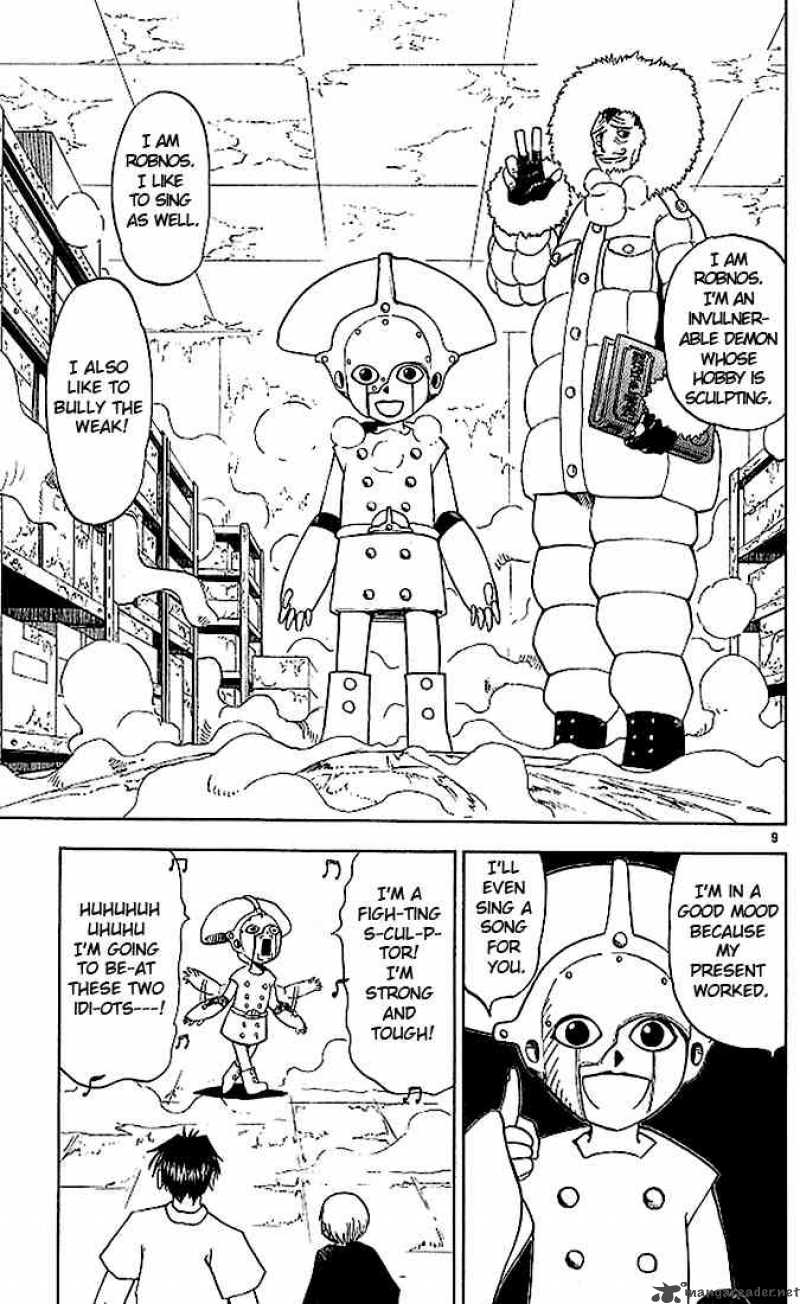 I AM
ROBNOS.
I'M AN
INVULNER-
ABLE DEMON
WHOSE
HOBBY IS
SCULPTING.
I AM
ROBNOS.
I LIKE
TO SING
AS WELL.
I ALSO
LIKE TO
BULLY THE
WEAK!
9
I'M IN A
GOOD MOOD
BECAUSE
MY
PRESENT
WORKED.
I'LL
EVEN
SING A
SONG
FOR
YOU.
I'M A
FIGH-TING
S-CUL-P-
TOR!
I'M
STRONG
AND
TOUGH!
HUHUHUH
UHUHU
I'M GOING
TO BE-AT
THESE TWO
IDI-OTS---!
mangareader.net